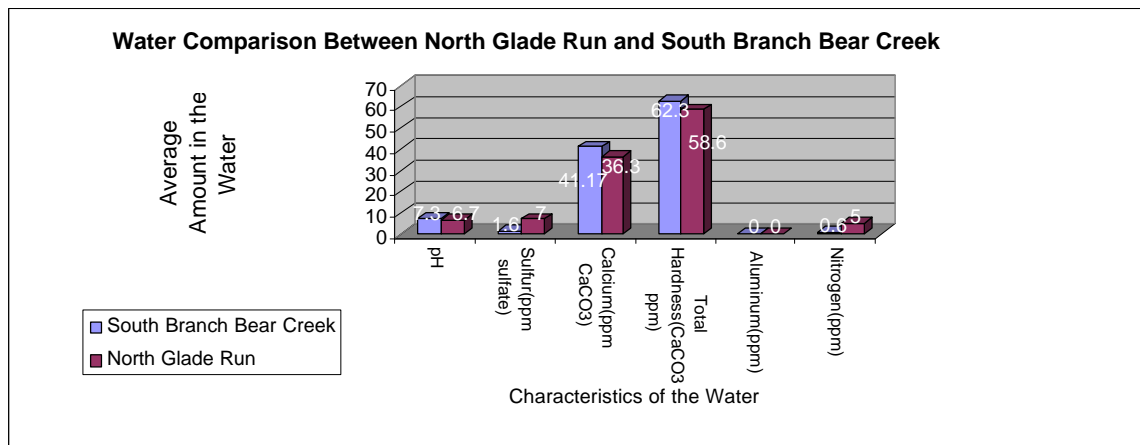 Water Comparison Between North Glade Run and South Branch Bear Creek
Average
Amount in the
Water
70
60
50
40
30
20
10
0
7.3
6.7
1.6
7
41.17
36.3
62.3
58.6
0
0
0.6
5
pH
Sulfur(ppm
sulfate)
Calcium(ppm
CaCO3)
Total
Hardness(CaCO3
ppm)
Aluminum(ppm)
Nitrogen(ppm)
Characteristics of the Water
South Branch Bear Creek
North Glade Run